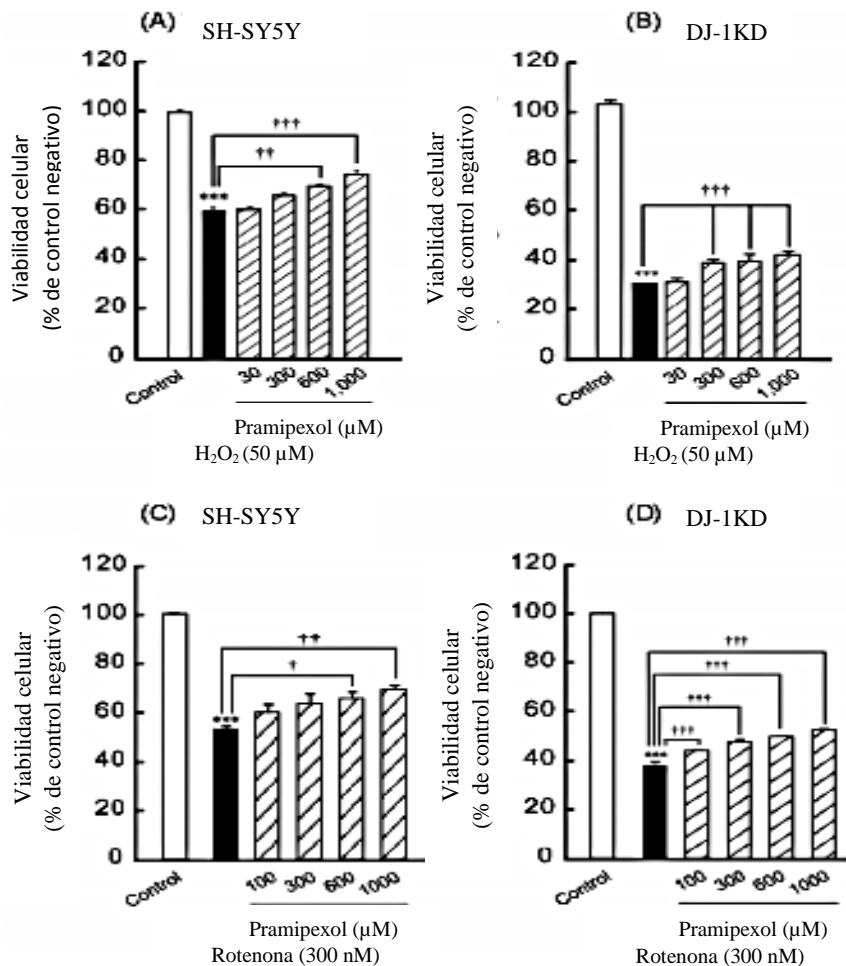 (A) SH-SY5Y
Viabilidad celular
(% de control negativo)
120
100
80
60
40
20
0
***
††
†††
Control
30
300
600
1,000
Pramipexol (µM)
H₂O₂ (50 µM)
(B) DJ-1KD
Viabilidad celular
(% de control negativo)
120
100
80
60
40
20
0
***
†††
Control
30
300
600
1,000
Pramipexol (µM)
H₂O₂ (50 µM)
(C) SH-SY5Y
Viabilidad celular
(% de control negativo)
120
100
80
60
40
20
0
***
†
††
Control
100
300
600
1000
Pramipexol (µM)
Rotenona (300 nM)
(D) DJ-1KD
Viabilidad celular
(% de control negativo)
120
100
80
60
40
20
0
***
†††
†††
†††
†††
Control
100
300
600
1000
Pramipexol (µM)
Rotenona (300 nM)